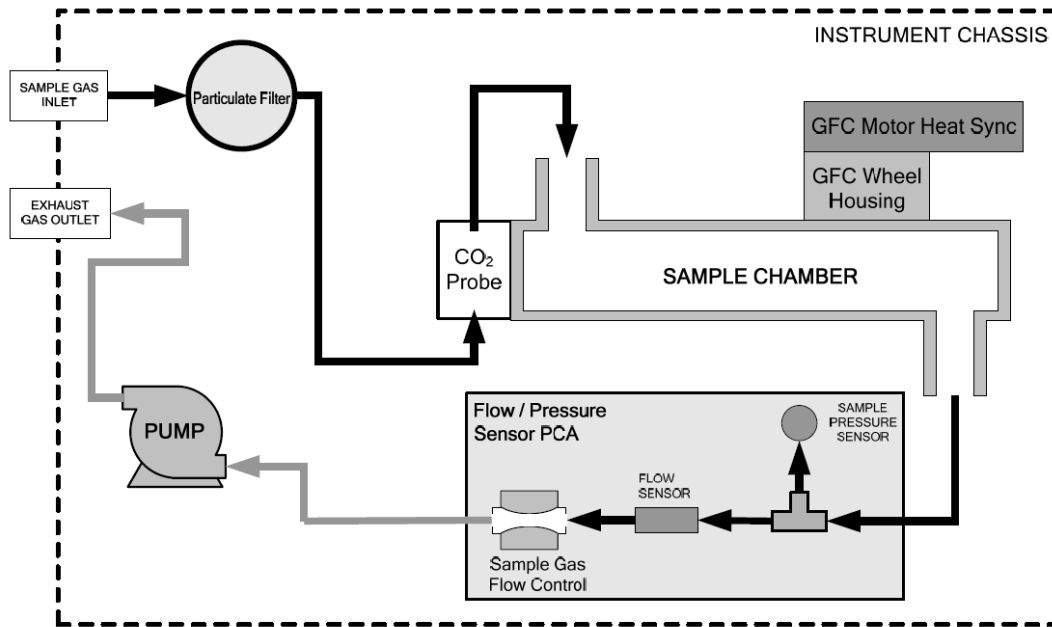 INSTRUMENT CHASSIS
SAMPLE GAS
INLET
Particulate Filter
GFC Motor Heat Sync
GFC Wheel
Housing
EXHAUST
GAS OUTLET
CO₂
Probe
SAMPLE CHAMBER
PUMP
Flow / Pressure
Sensor PCA
SAMPLE
PRESSURE
SENSOR
FLOW
SENSOR
Sample Gas
Flow Control